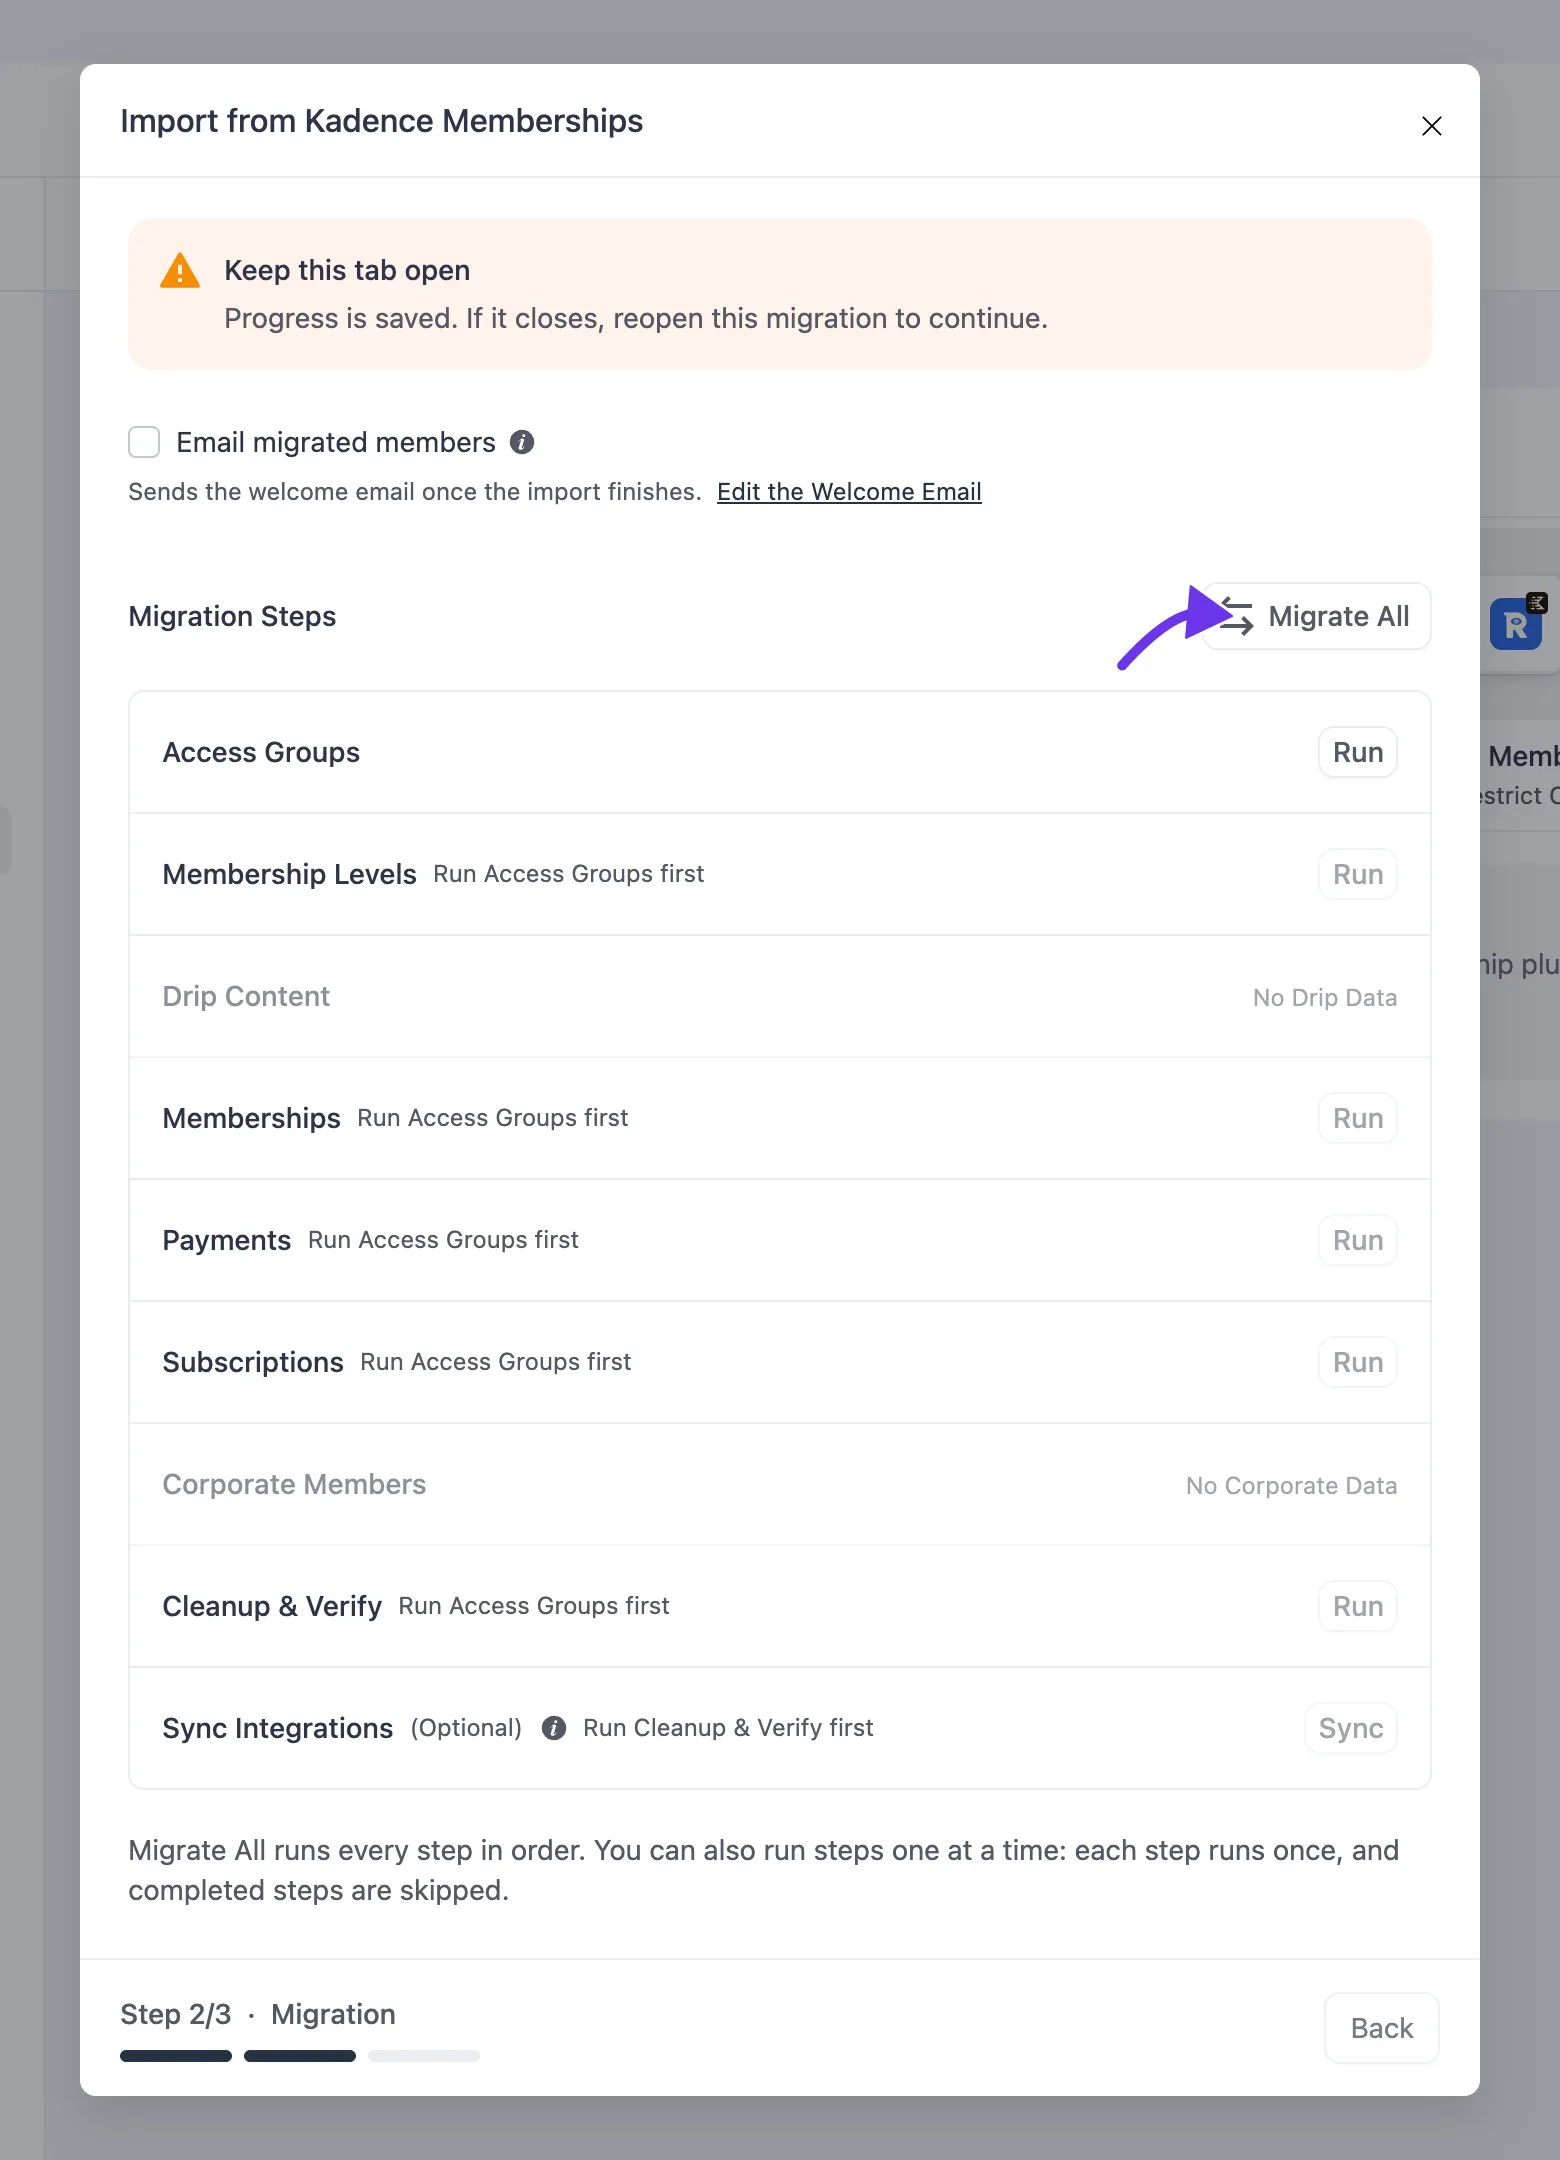 Import from Kadence Memberships
Keep this tab open
Progress is saved. If it closes, reopen this migration to continue.
Email migrated members
Sends the welcome email once the import finishes. Edit the Welcome Email
Migration Steps
Migrate All
Access Groups
Run
Membership Levels Run Access Groups first
Run
Drip Content
No Drip Data
Memberships Run Access Groups first
Run
Payments Run Access Groups first
Run
Subscriptions Run Access Groups first
Run
Corporate Members
No Corporate Data
Cleanup & Verify Run Access Groups first
Run
Sync Integrations (Optional) Run Cleanup & Verify first
Sync
Migrate All runs every step in order. You can also run steps one at a time: each step runs once, and
completed steps are skipped.
Step 2/3 · Migration
Back